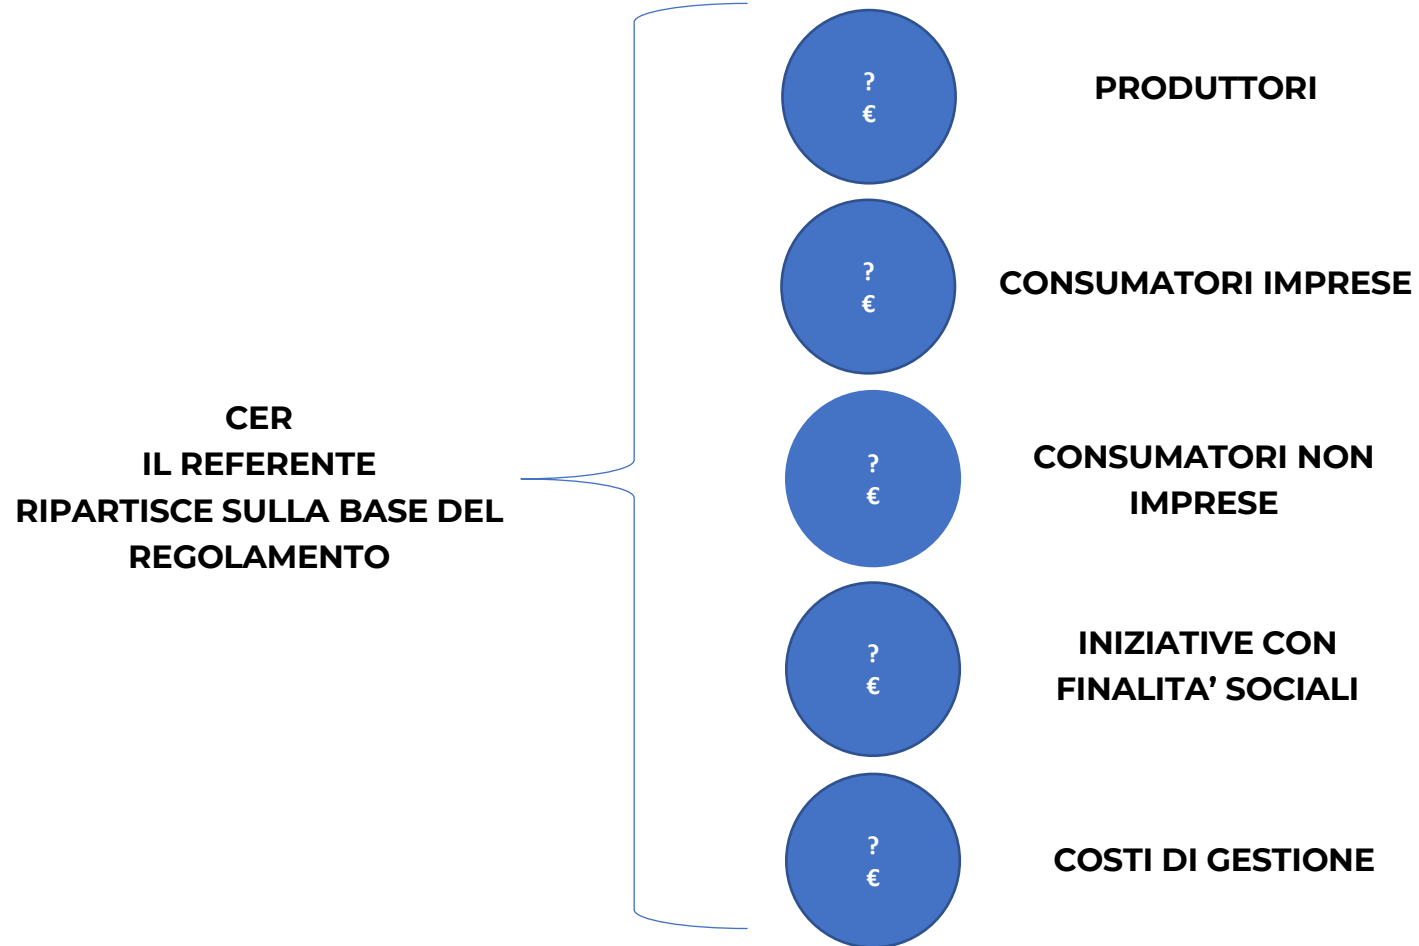 CER
IL REFERENTE
RIPARTISCE SULLA BASE DEL
REGOLAMENTO
?
€
PRODUTTORI
?
€
CONSUMATORI IMPRESE
?
€
CONSUMATORI NON
IMPRESE
?
€
INIZIATIVE CON
FINALITA’ SOCIALI
?
€
COSTI DI GESTIONE